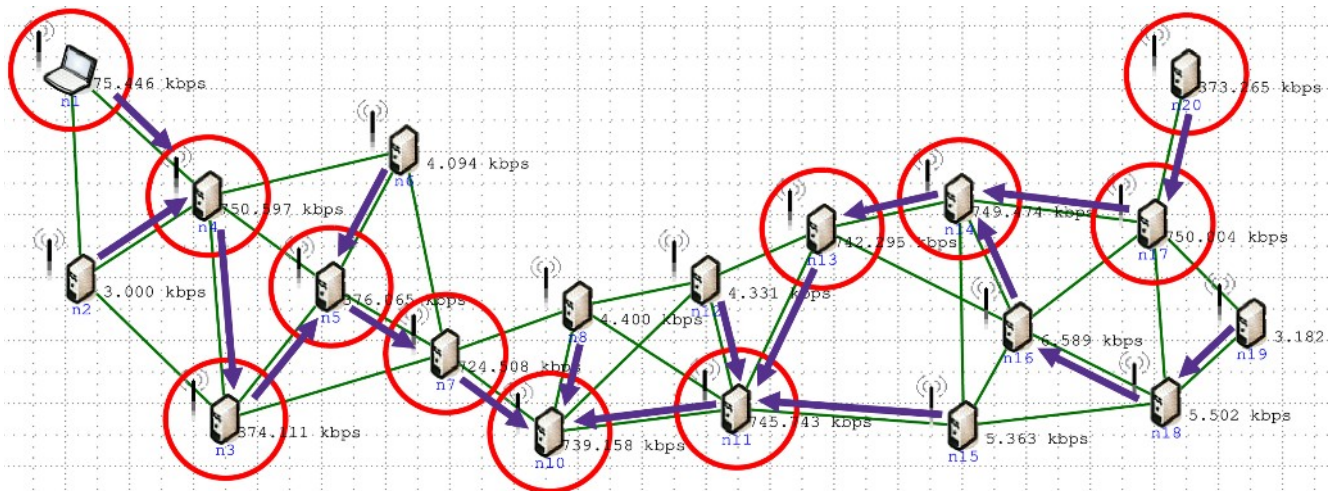 75.446 kbps
n1
373.265 kbps
n20
4.094 kbps
n6
750.597 kbps
n4
749.474 kbps
n14
742.295 kbps
n13
750.004 kbps
n17
3.000 kbps
n2
376.065 kbps
n5
4.331 kbps
4.400 kbps
n8
6.589 kbps
n16
3.182
n19
724.508 kbps
n7
374.111 kbps
n3
739.158 kbps
n10
745.743 kbps
n11
5.363 kbps
n15
5.502 kbps
n18